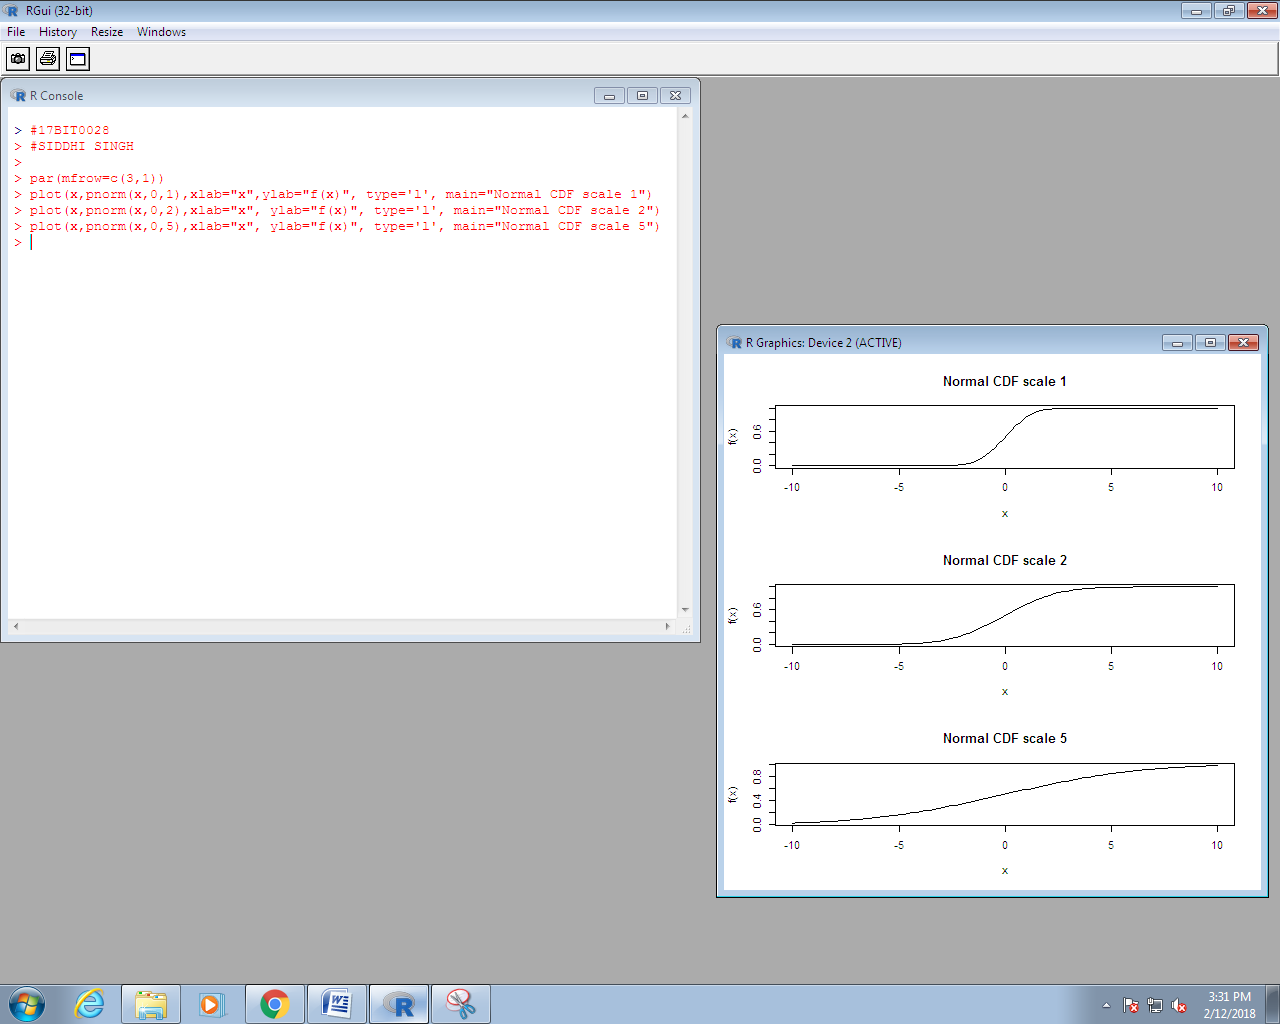 RGui (32-bit)
File History Resize Windows
R Console
> #17BIT0028
> #SIDDHI SINGH
>
> par(mfrow=c(3,1))
> plot(x,pnorm(x,0,1),xlab="x",ylab="f(x)", type='l', main="Normal CDF scale 1")
> plot(x,pnorm(x,0,2),xlab="x", ylab="f(x)", type='l', main="Normal CDF scale 2")
> plot(x,pnorm(x,0,5),xlab="x", ylab="f(x)", type='l', main="Normal CDF scale 5")
>
R Graphics: Device 2 (ACTIVE)
Normal CDF scale 1
f(x)
0.6
0.0
-10 -5 0 5 10
x
Normal CDF scale 2
f(x)
0.6
0.0
-10 -5 0 5 10
x
Normal CDF scale 5
f(x)
0.8
0.4
0.0
-10 -5 0 5 10
x
3:31 PM
2/12/2018